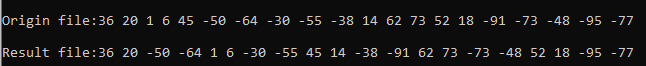 Origin file:36 20 1 6 45 -50 -64 -30 -55 -38 14 62 73 52 18 -91 -73 -48 -95 -77
Result file:36 20 -50 -64 1 6 -30 -55 45 14 -38 -91 62 73 -73 -48 52 18 -95 -77